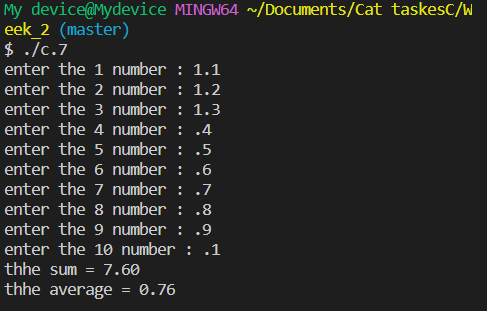 My device@Mydevice MINGW64 ~/Documents/Cat taskesC/W
eek_2 (master)
$ ./c.7
enter the 1 number : 1.1
enter the 2 number : 1.2
enter the 3 number : 1.3
enter the 4 number : .4
enter the 5 number : .5
enter the 6 number : .6
enter the 7 number : .7
enter the 8 number : .8
enter the 9 number : .9
enter the 10 number : .1
thhe sum = 7.60
thhe average = 0.76